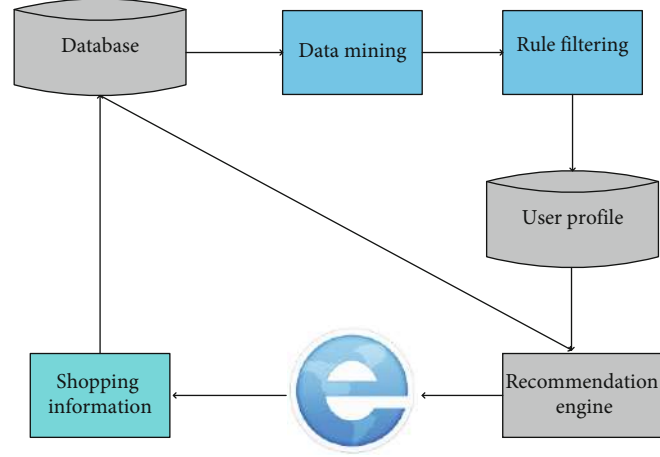 Database
Data mining
Rule filtering
User profile
Shopping
information
Recommendation
engine